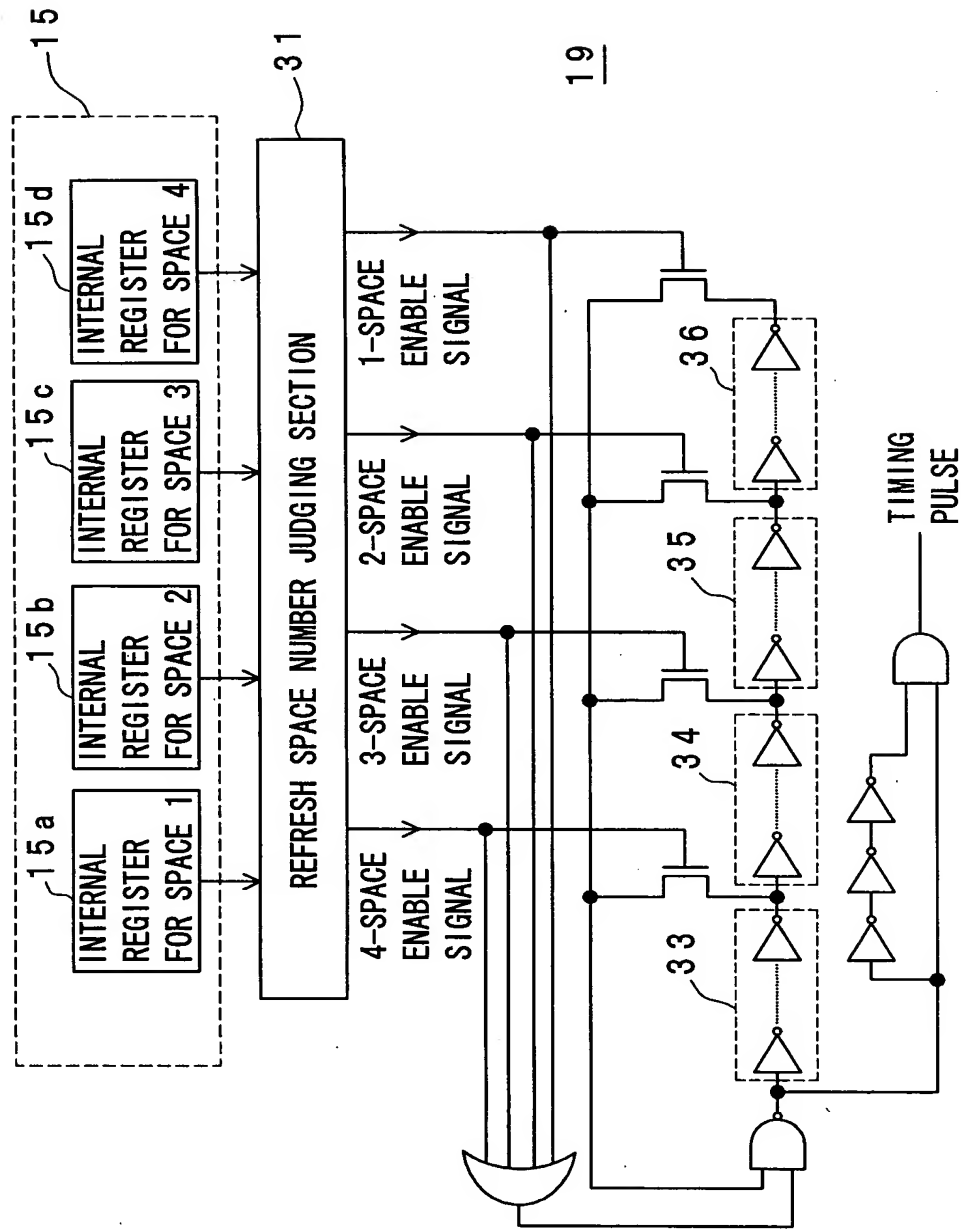 15
15a
15b
15c
15d
INTERNAL
REGISTER
FOR SPACE 1
INTERNAL
REGISTER
FOR SPACE 2
INTERNAL
REGISTER
FOR SPACE 3
INTERNAL
REGISTER
FOR SPACE 4
31
REFRESH SPACE NUMBER JUDGING SECTION
4-SPACE
ENABLE
SIGNAL
3-SPACE
ENABLE
SIGNAL
2-SPACE
ENABLE
SIGNAL
1-SPACE
ENABLE
SIGNAL
19
33
34
35
36
TIMING
PULSE